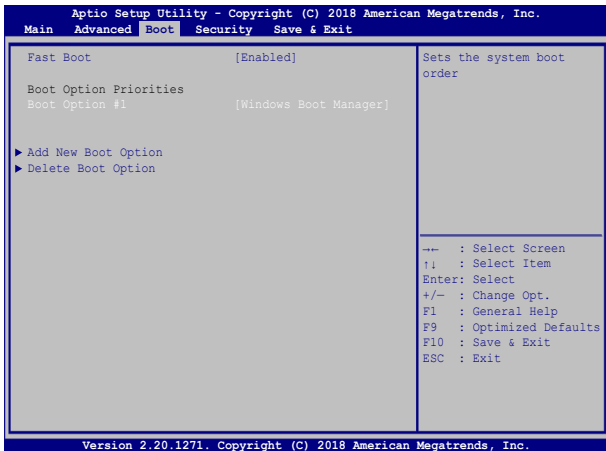 Aptio Setup Utility - Copyright (C) 2018 American Megatrends, Inc.
Main Advanced Boot Security Save & Exit
Fast Boot [Enabled]
Boot Option Priorities
Boot Option #1 [Windows Boot Manager]
▶ Add New Boot Option
▶ Delete Boot Option
Sets the system boot
order
→← : Select Screen
↑↓ : Select Item
Enter: Select
+/— : Change Opt.
F1 : General Help
F9 : Optimized Defaults
F10 : Save & Exit
ESC : Exit
Version 2.20.1271. Copyright (C) 2018 American Megatrends, Inc.